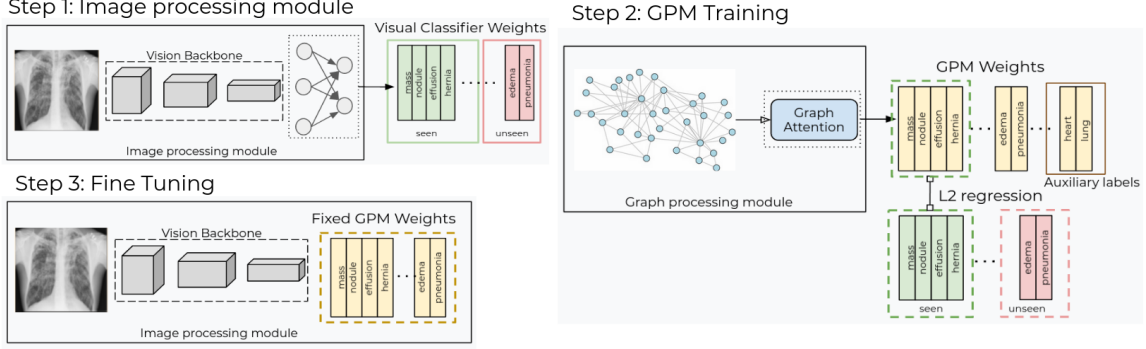 Step 1: Image processing module
Visual Classifier Weights
Vision Backbone
mass
nodule
effusion
hernia
edema
pneumonia
seen
unseen
Image processing module
Step 2: GPM Training
GPM Weights
Graph
Attention
mass
nodule
effusion
hernia
edema
pneumonia
heart
lung
Auxiliary labels
Graph processing module
L2 regression
mass
nodule
effusion
hernia
edema
pneumonia
seen
unseen
Step 3: Fine Tuning
Fixed GPM Weights
Vision Backbone
mass
nodule
effusion
hernia
edema
pneumonia
Image processing module